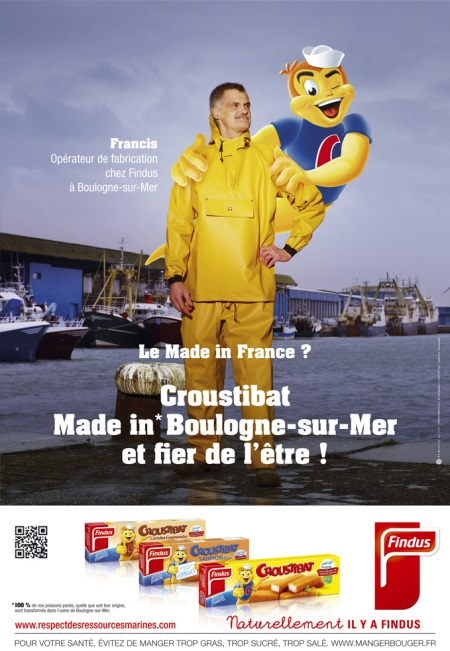 Francis
Opérateur de fabrication
chez Findus
à Boulogne-sur-Mer
Le Made in France ?
Croustibat
Made in* Boulogne-sur-Mer
et fier de l'être !
Findus
CROUSTIBAT
Findus
CROUSTIBAT
SAUMON
Findus
CROUSTIBAT
Findus
*100 % de nos poissons panés, quelle que soit leur origine,
sont transformés dans l'usine de Boulogne-sur-Mer.
www.respectdesressourcesmarines.com
Naturellement IL Y A FINDUS
POUR VOTRE SANTÉ, ÉVITEZ DE MANGER TROP GRAS, TROP SUCRÉ, TROP SALÉ. WWW.MANGERBOUGER.FR